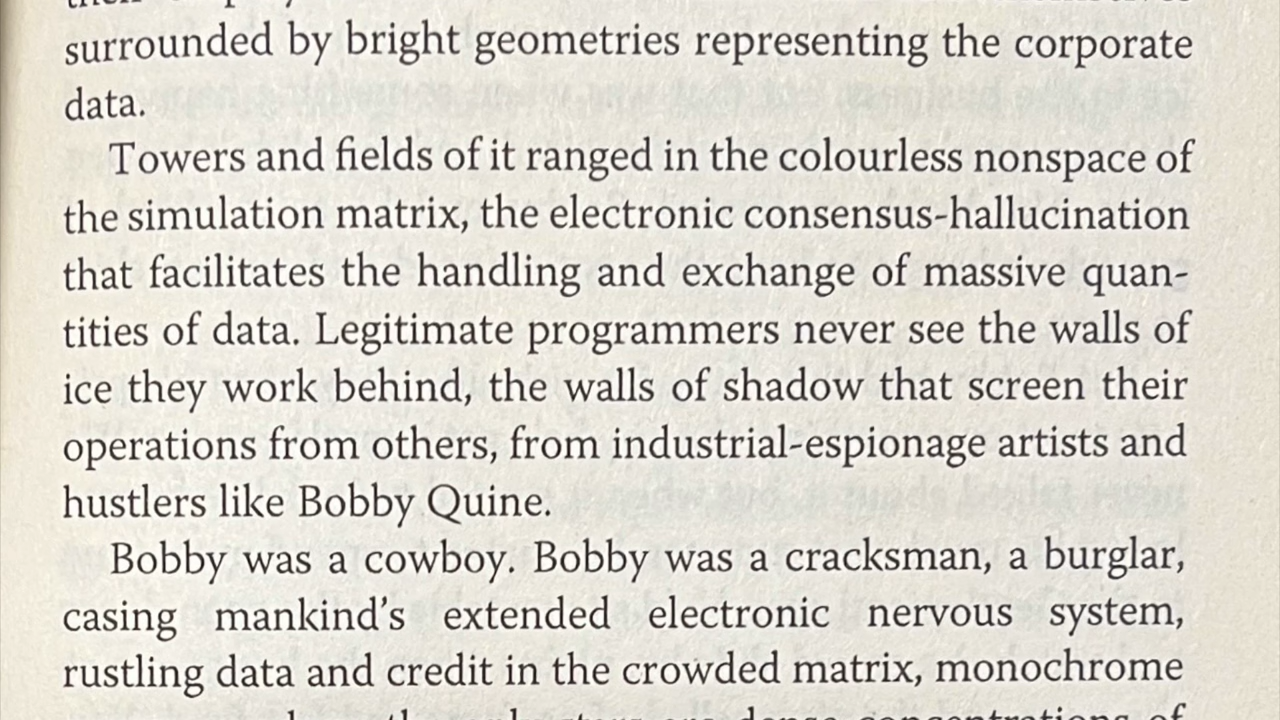 surrounded by bright geometries representing the corporate
data.
Towers and fields of it ranged in the colourless nonspace of
the simulation matrix, the electronic consensus-hallucination
that facilitates the handling and exchange of massive quan-
tities of data. Legitimate programmers never see the walls of
ice they work behind, the walls of shadow that screen their
operations from others, from industrial-espionage artists and
hustlers like Bobby Quine.
Bobby was a cowboy. Bobby was a cracksman, a burglar,
casing mankind's extended electronic nervous system,
rustling data and credit in the crowded matrix, monochrome
dense concentrations of